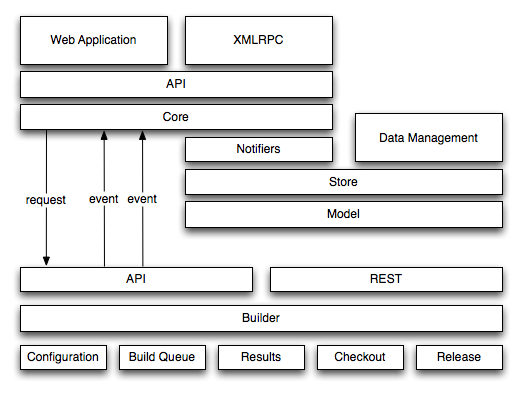 Web Application
XMLRPC
API
Core
Data Management
Notifiers
Store
Model
request
event
event
API
REST
Builder
Configuration
Build Queue
Results
Checkout
Release